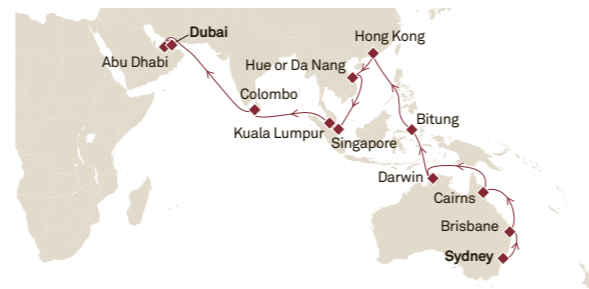 Dubai
Abu Dhabi
Hong Kong
Hue or Da Nang
Colombo
Kuala Lumpur
Singapore
Bitung
Darwin
Cairns
Brisbane
Sydney